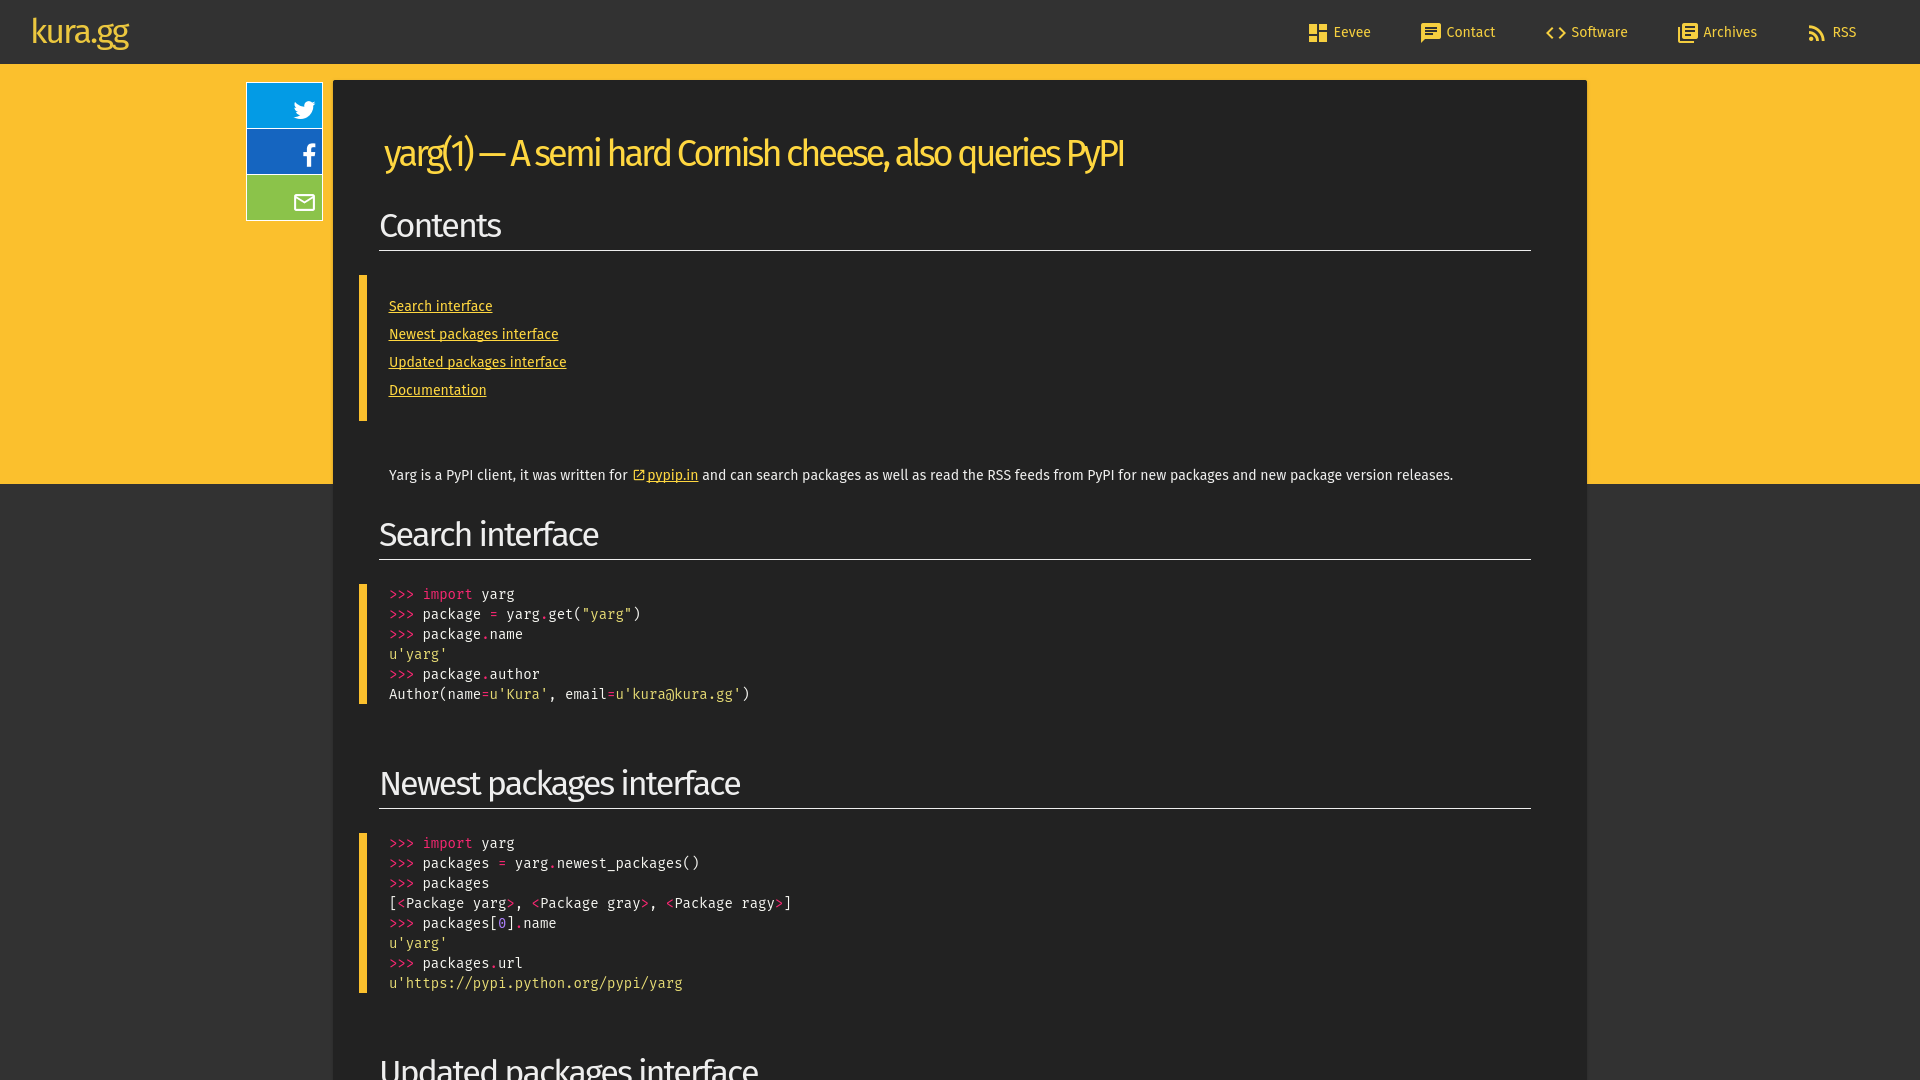 kura.gg
Eevee
Contact
Software
Archives
RSS
yarg(1) — A semi hard Cornish cheese, also queries PyPI
Contents
Search interface
Newest packages interface
Updated packages interface
Documentation
Yarg is a PyPI client, it was written for pypip.in and can search packages as well as read the RSS feeds from PyPI for new packages and new package version releases.
Search interface
>>> import yarg
>>> package = yarg.get("yarg")
>>> package.name
u'yarg'
>>> package.author
Author(name=u'Kura', email=u'kura@kura.gg')
Newest packages interface
>>> import yarg
>>> packages = yarg.newest_packages()
>>> packages
[<Package yarg>, <Package gray>, <Package ragy>]
>>> packages[0].name
u'yarg'
>>> packages.url
u'https://pypi.python.org/pypi/yarg
Updated packages interface